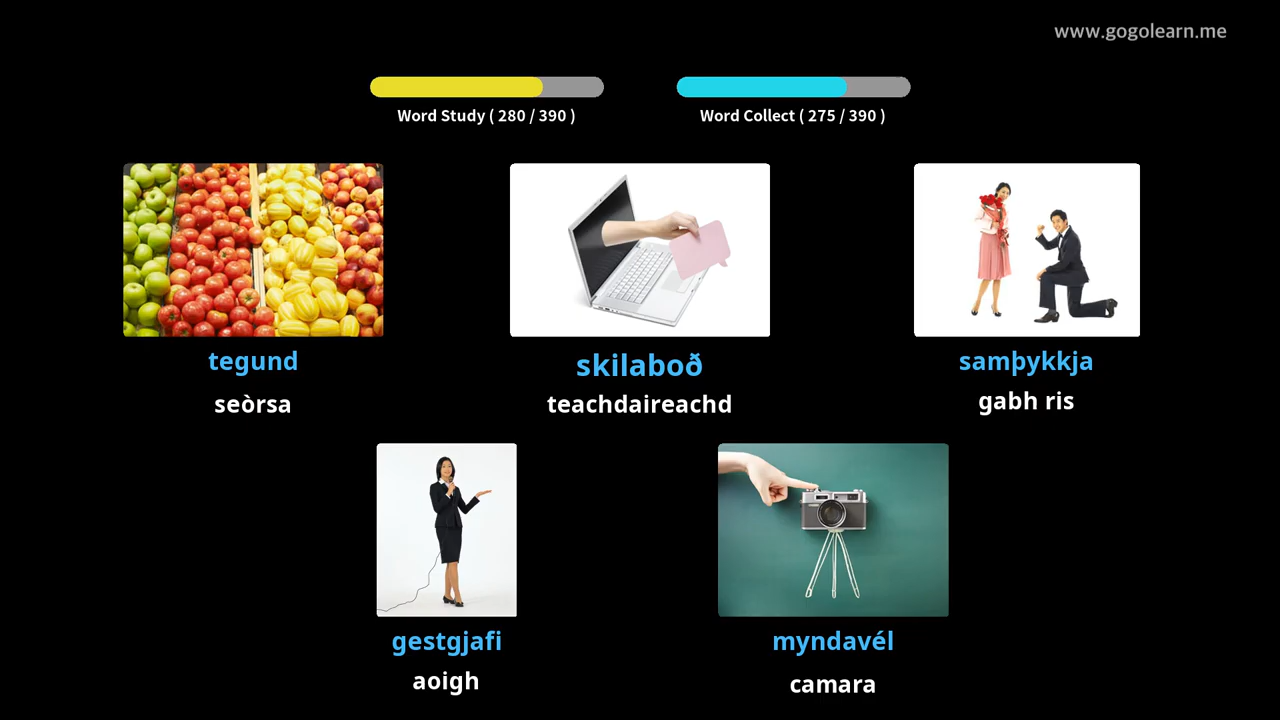 www.gogolearn.me
Word Study ( 280 / 390 )
Word Collect ( 275 / 390 )
tegund
seòrsa
skilaboð
teachdaireachd
samþykkja
gabh ris
gestgjafi
aoigh
myndavél
camara